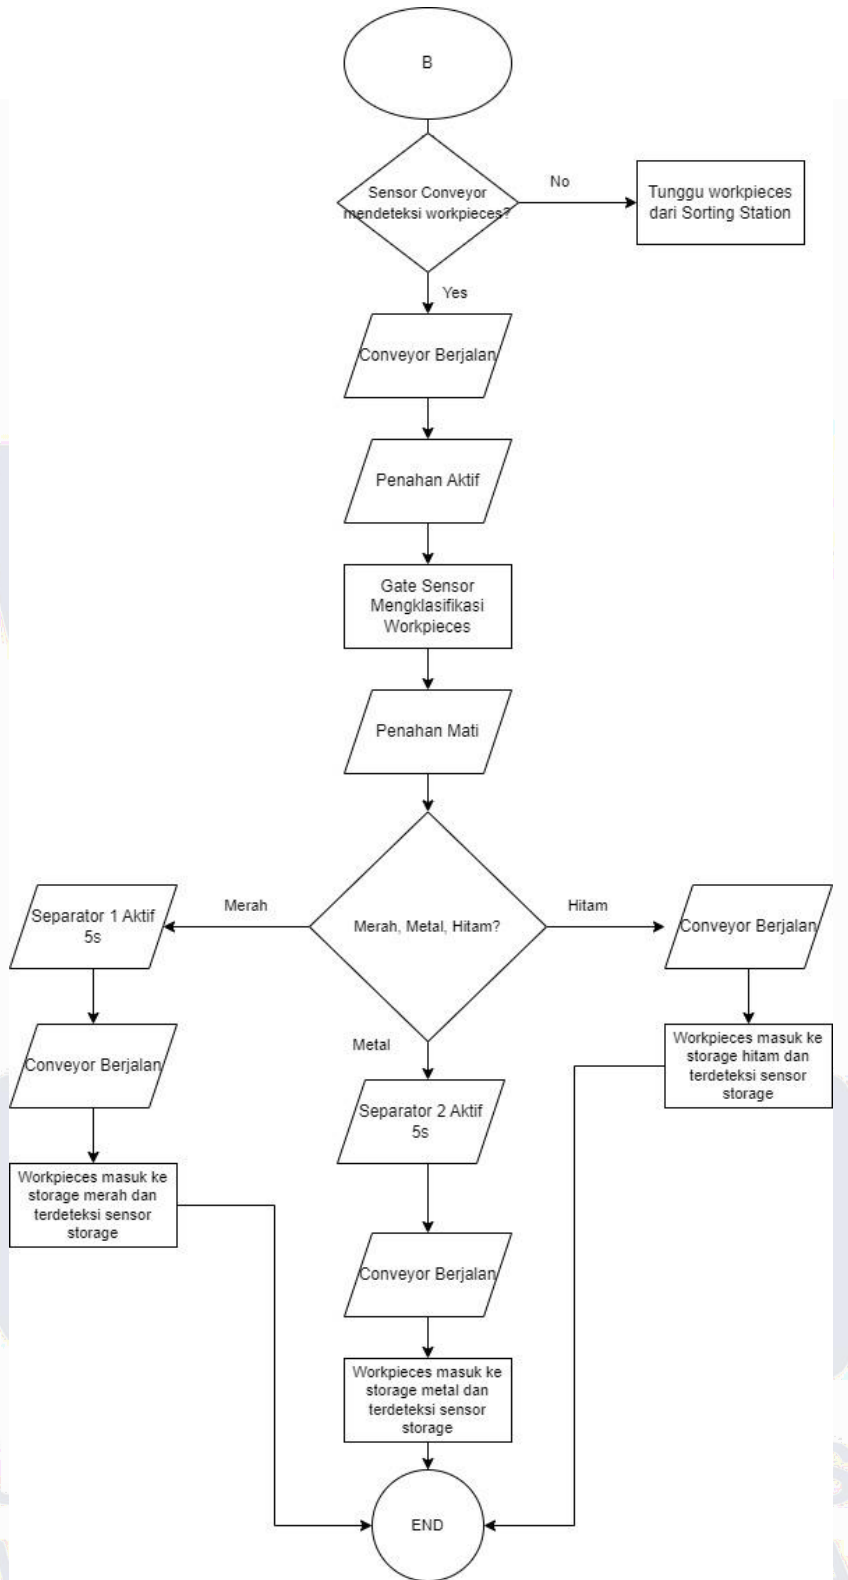 B
Sensor Conveyor
mendeteksi workpieces?
No
Tunggu workpieces
dari Sorting Station
Yes
Conveyor Berjalan
Penahan Aktif
Gate Sensor
Mengklasifikasi
Workpieces
Penahan Mati
Merah, Metal, Hitam?
Merah
Hitam
Metal
Separator 1 Aktif
5s
Conveyor Berjalan
Workpieces masuk ke
storage merah dan
terdeteksi sensor
storage
Separator 2 Aktif
5s
Conveyor Berjalan
Workpieces masuk ke
storage metal dan
terdeteksi sensor
storage
Conveyor Berjalan
Workpieces masuk ke
storage hitam dan
terdeteksi sensor
storage
END